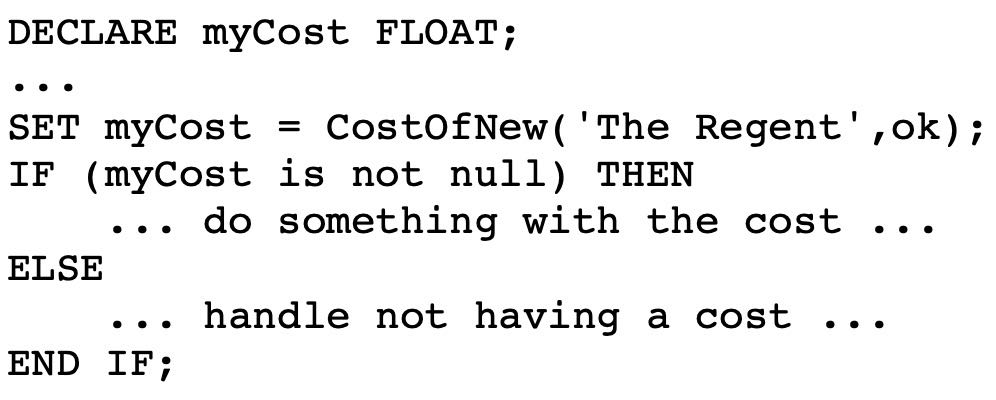 DECLARE myCost FLOAT;
...
SET myCost = CostOfNew('The Regent',ok);
IF (myCost is not null) THEN
    ... do something with the cost ...
ELSE
    ... handle not having a cost ...
END IF;